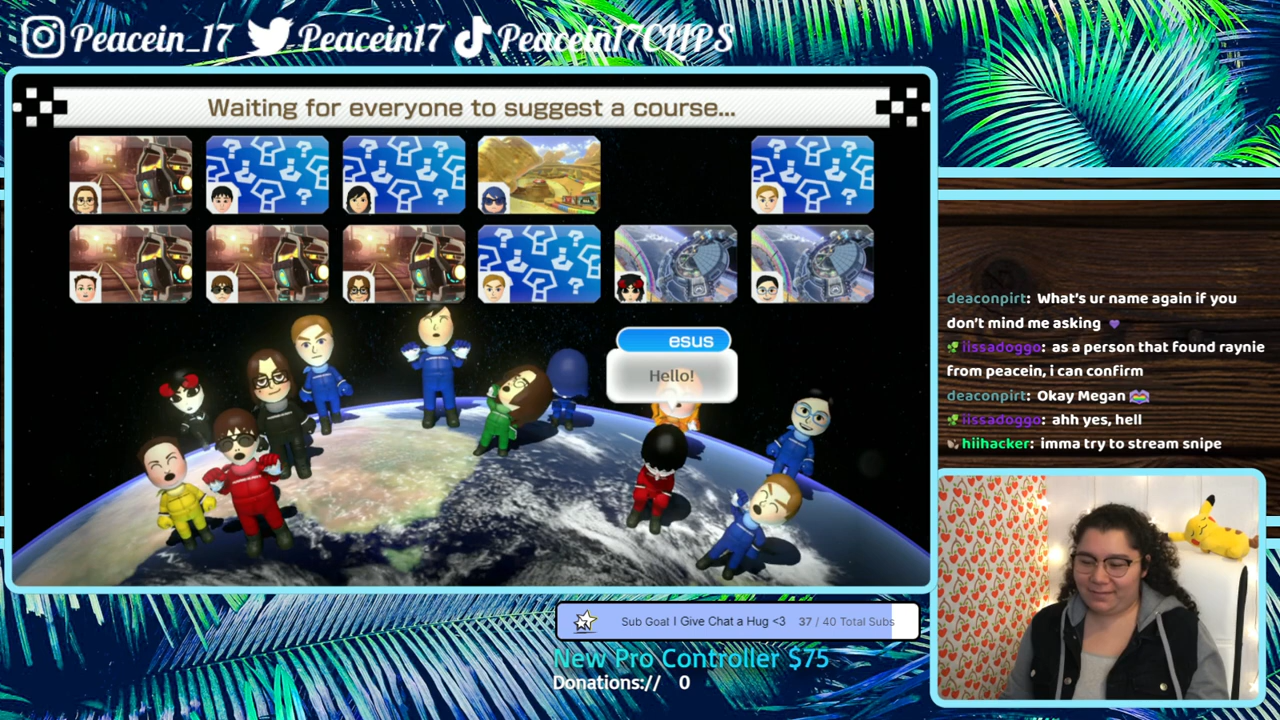 Peacein_17 Peacein17 Peacein17ClIPS
Waiting for everyone to suggest a course...
esus
Hello!
deaconpirt: What's ur name again if you
don't mind me asking
iissadoggo: as a person that found raynie
from peacein, i can confirm
deaconpirt: Okay Megan
iissadoggo: ahh yes, hell
hiihacker: imma try to stream snipe
Sub Goat I Give Chat a Hug <3 37 / 40 Total Subs
New Pro Controller $75
Donations:// 0